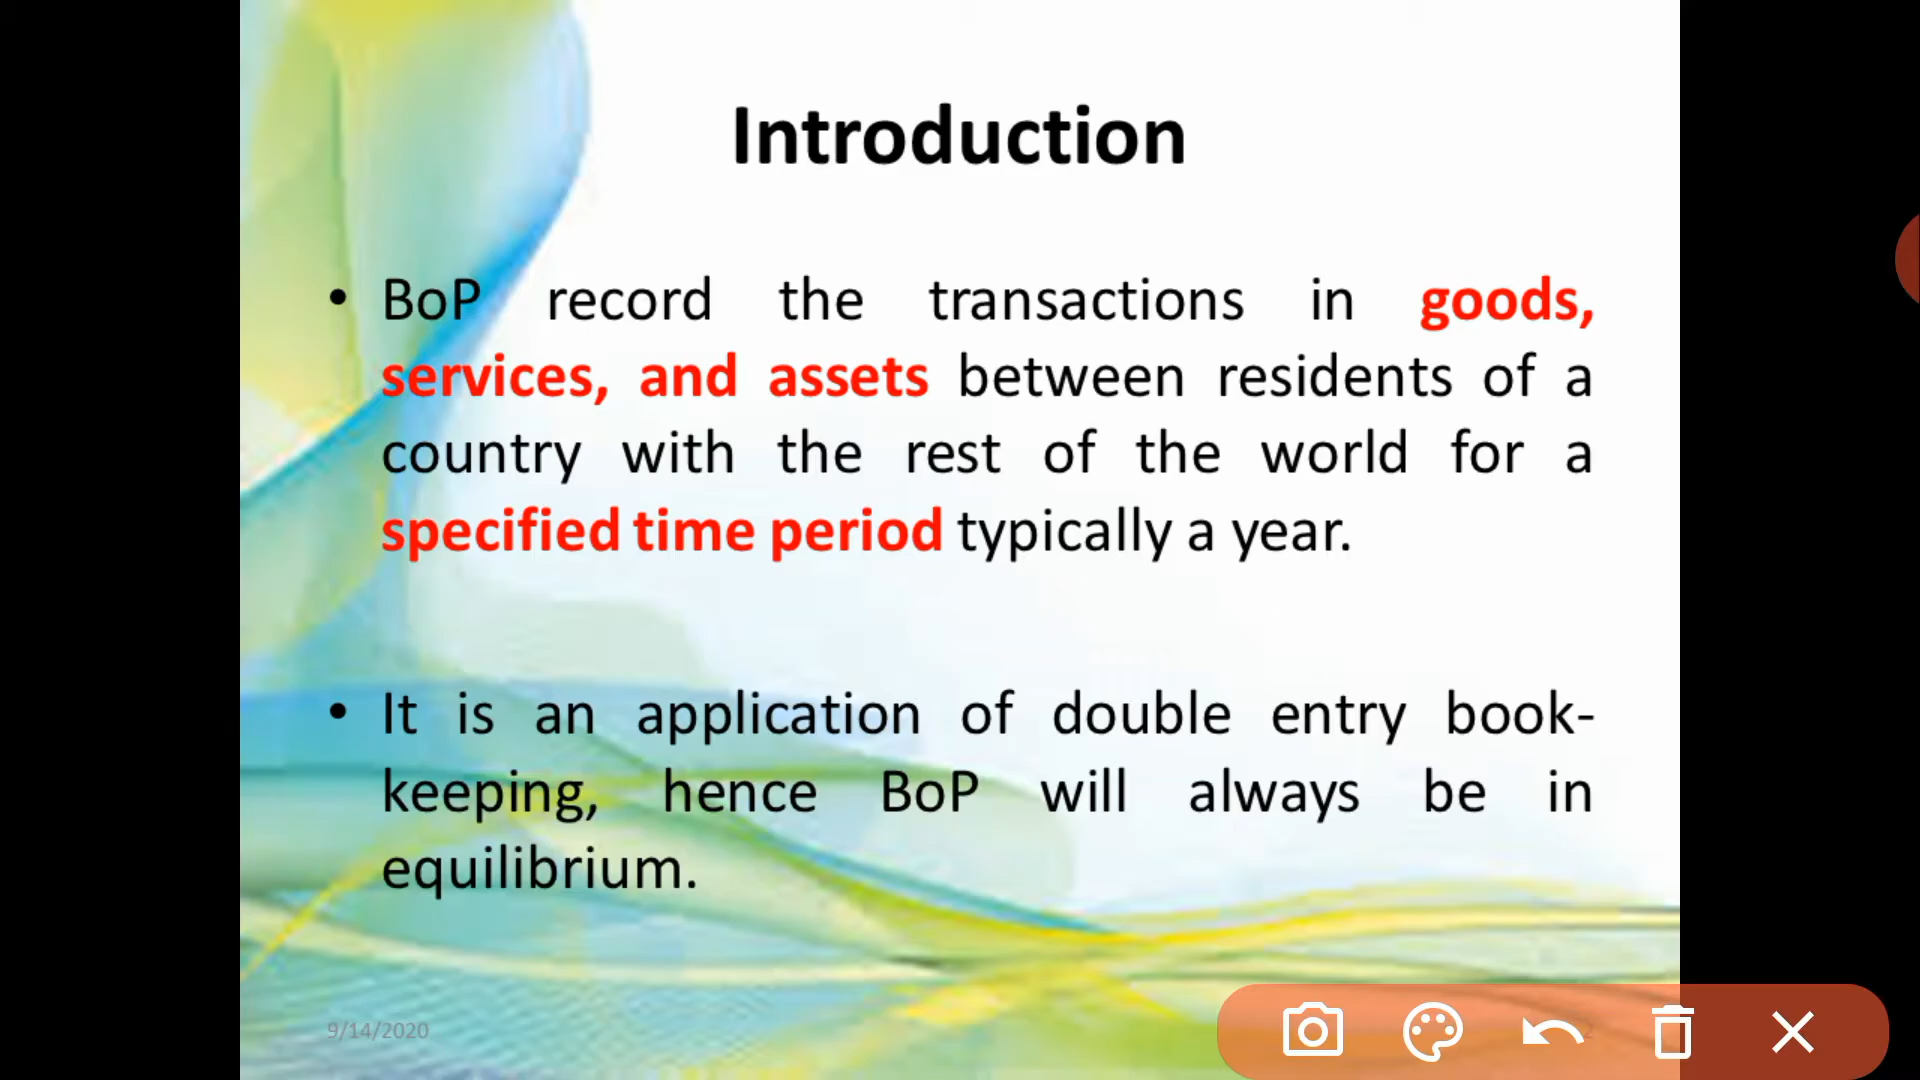 Introduction
• BoP record the transactions in goods,
services, and assets between residents of a
country with the rest of the world for a
specified time period typically a year.
• It is an application of double entry book-
keeping, hence BoP will always be in
equilibrium.
9/14/2020
2